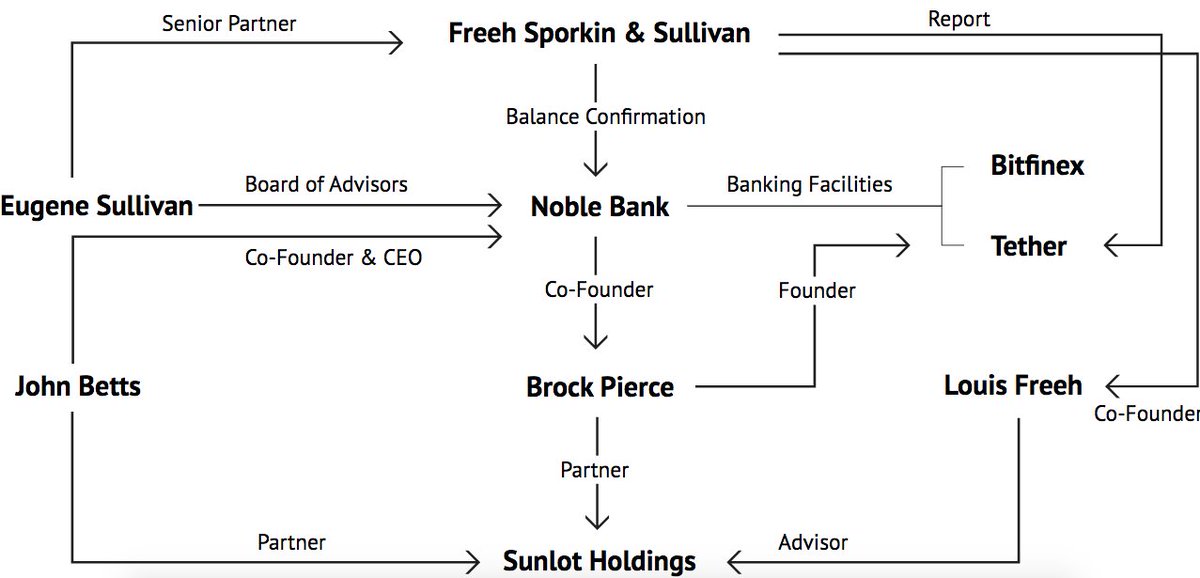 Senior Partner
Freeh Sporkin & Sullivan
Report
Balance Confirmation
Eugene Sullivan
Board of Advisors
Noble Bank
Banking Facilities
Bitfinex
Tether
Co-Founder & CEO
Co-Founder
Founder
John Betts
Brock Pierce
Louis Freeh
Co-Founder
Partner
Partner
Sunlot Holdings
Advisor